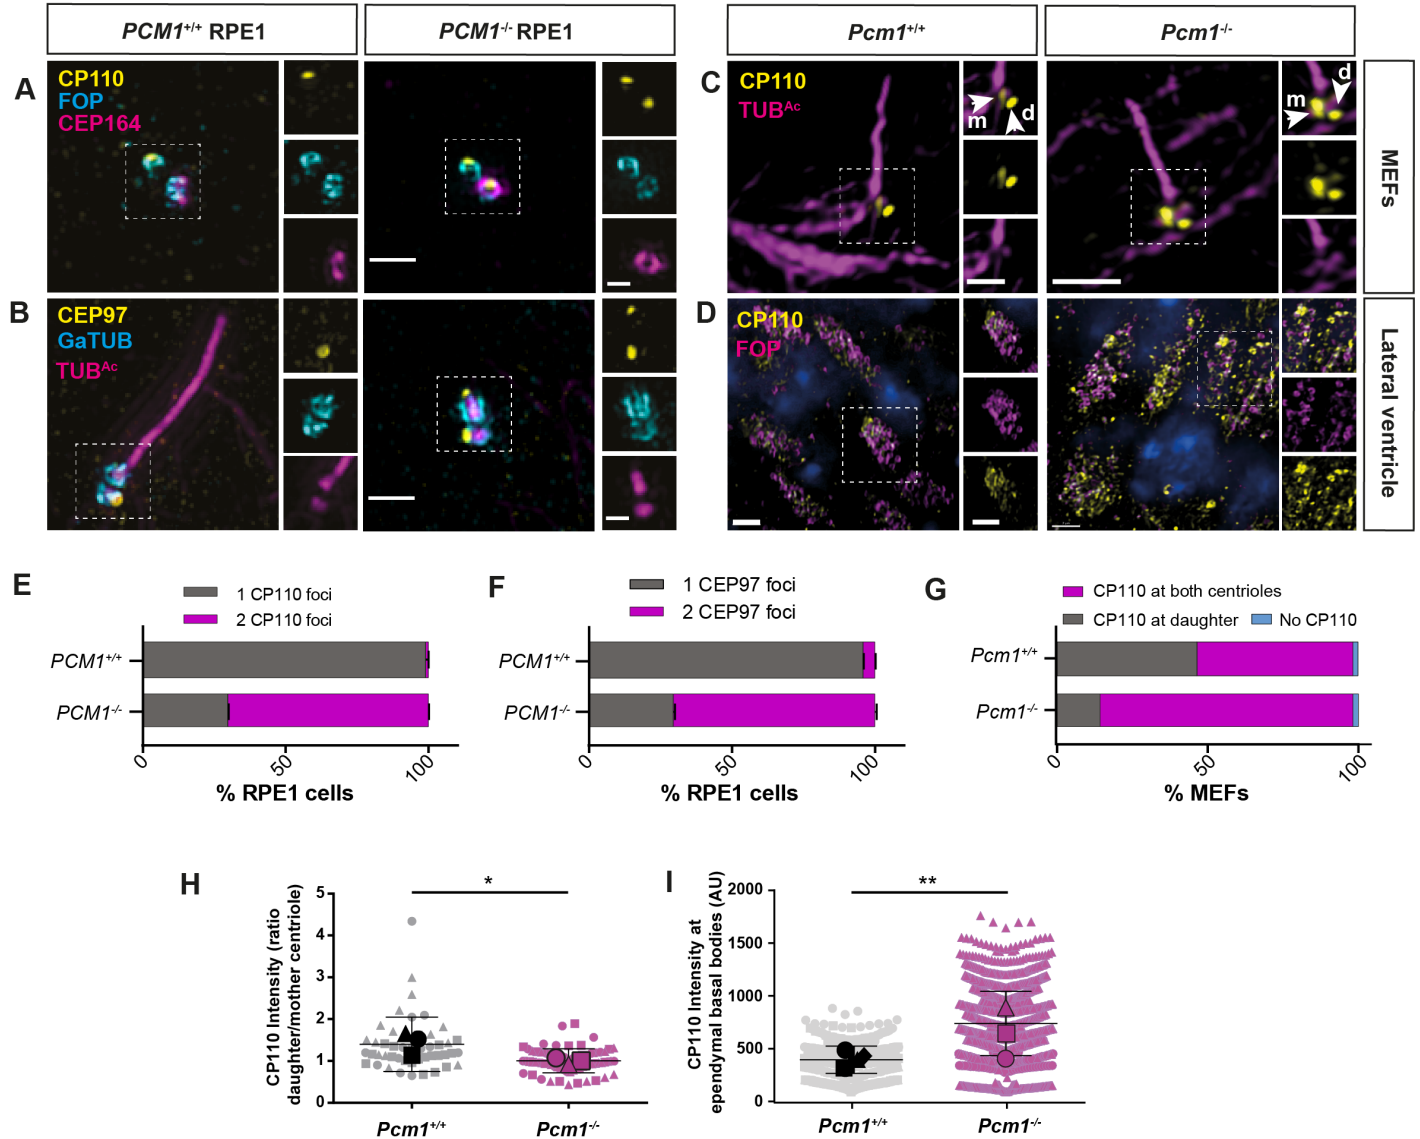 PCM1+/+ RPE1
PCM1-/- RPE1
Pcm1+/+
Pcm1-/-
A
CP110
FOP
CEP164
B
CEP97
GaTUB
TUBAc
C
CP110
TUBAc
m
d
m
d
MEFs
D
CP110
FOP
Lateral ventricle
E
1 CP110 foci
2 CP110 foci
PCM1+/+
PCM1-/-
0
50
100
% RPE1 cells
F
1 CEP97 foci
2 CEP97 foci
PCM1+/+
PCM1-/-
0
50
100
% RPE1 cells
G
CP110 at both centrioles
CP110 at daughter
No CP110
Pcm1+/+
Pcm1-/-
0
50
100
% MEFs
H
CP110 Intensity (ratio
daughter/mother centriole)
5
4
3
2
1
0
*
Pcm1+/+
Pcm1-/-
I
CP110 Intensity at
ependymal basal bodies (AU)
2000
1500
1000
500
0
**
Pcm1+/+
Pcm1-/-